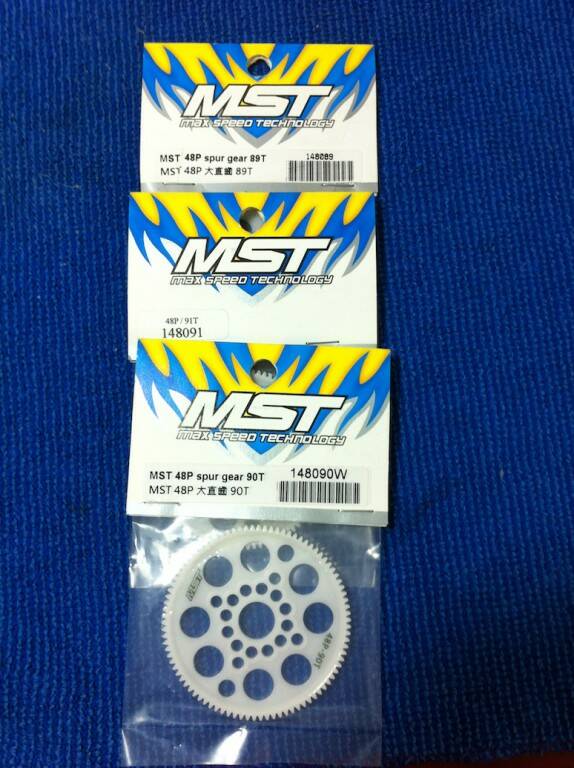 MST
MAX SPEED TECHNOLOGY
MST 48P spur gear 89T
148089
MST 48P 大直齒 89T
MST
MAX SPEED TECHNOLOGY
48P / 91T
148091
MST
MAX SPEED TECHNOLOGY
MST 48P spur gear 90T
148090W
MST 48P 大直齒 90T
MST
48P-90T